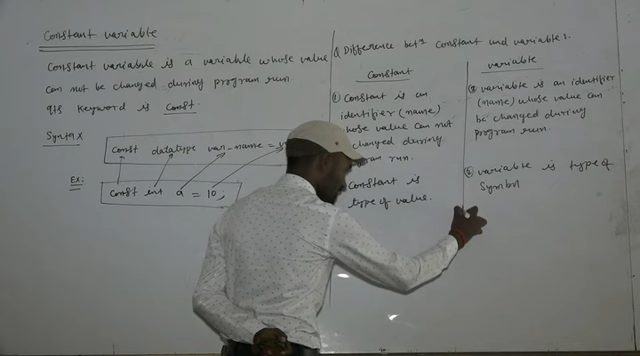 Constant variable
Constant variable is a variable whose value
can not be changed during program run.
Its keyword is const.
Syntax
const datatype var-name =
Ex:
const int a = 10;
Q Difference betn constant and variable?
Constant
① Constant is an
identifier (name)
whose value can not
changed during
run.
Constant is
type of value.
variable
① variable is an identifier
(name) whose value can
be changed during
program run.
② variable is type of
Symbol